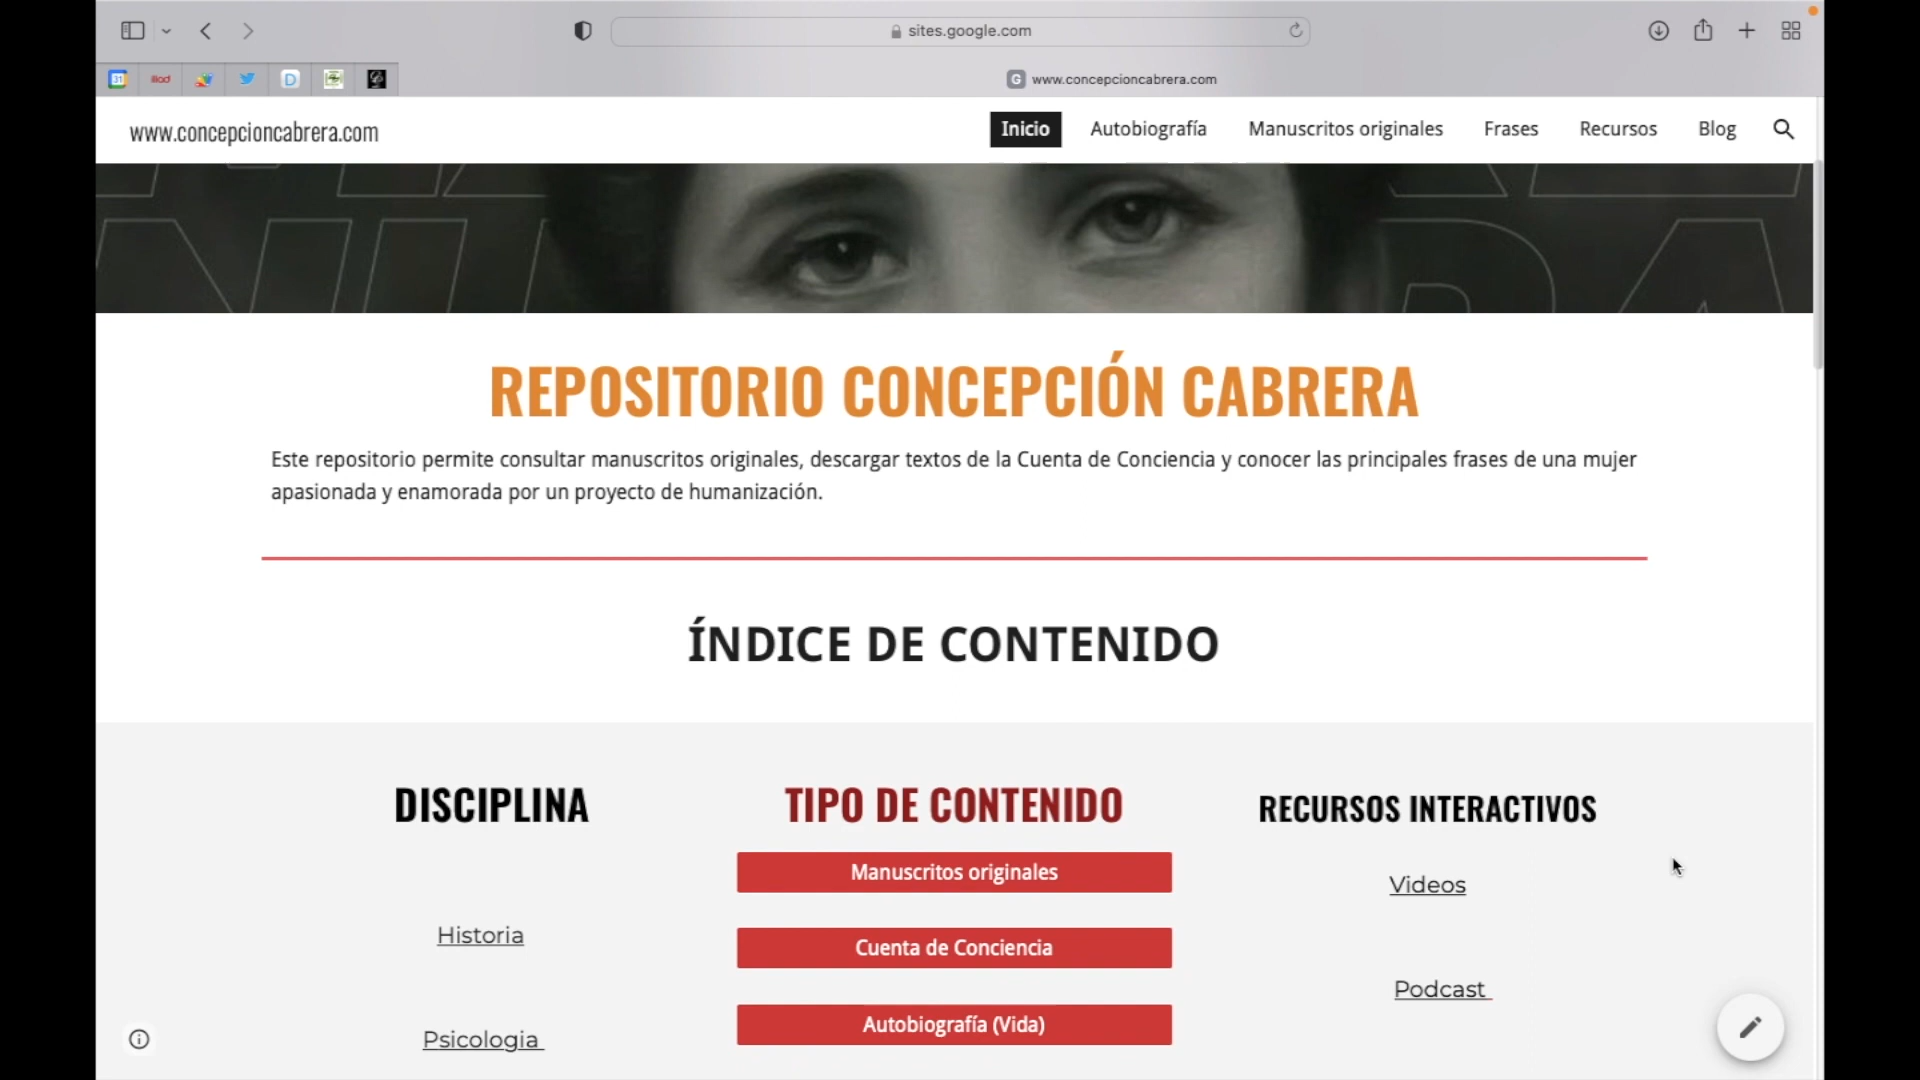 sites.google.com
31
iliad
D
G www.concepcioncabrera.com
www.concepcioncabrera.com
Inicio
Autobiografía
Manuscritos originales
Frases
Recursos
Blog
REPOSITORIO CONCEPCIÓN CABRERA
Este repositorio permite consultar manuscritos originales, descargar textos de la Cuenta de Conciencia y conocer las principales frases de una mujer
apasionada y enamorada por un proyecto de humanización.
ÍNDICE DE CONTENIDO
DISCIPLINA
Historia
Psicologia
TIPO DE CONTENIDO
Manuscritos originales
Cuenta de Conciencia
Autobiografía (Vida)
RECURSOS INTERACTIVOS
Videos
Podcast